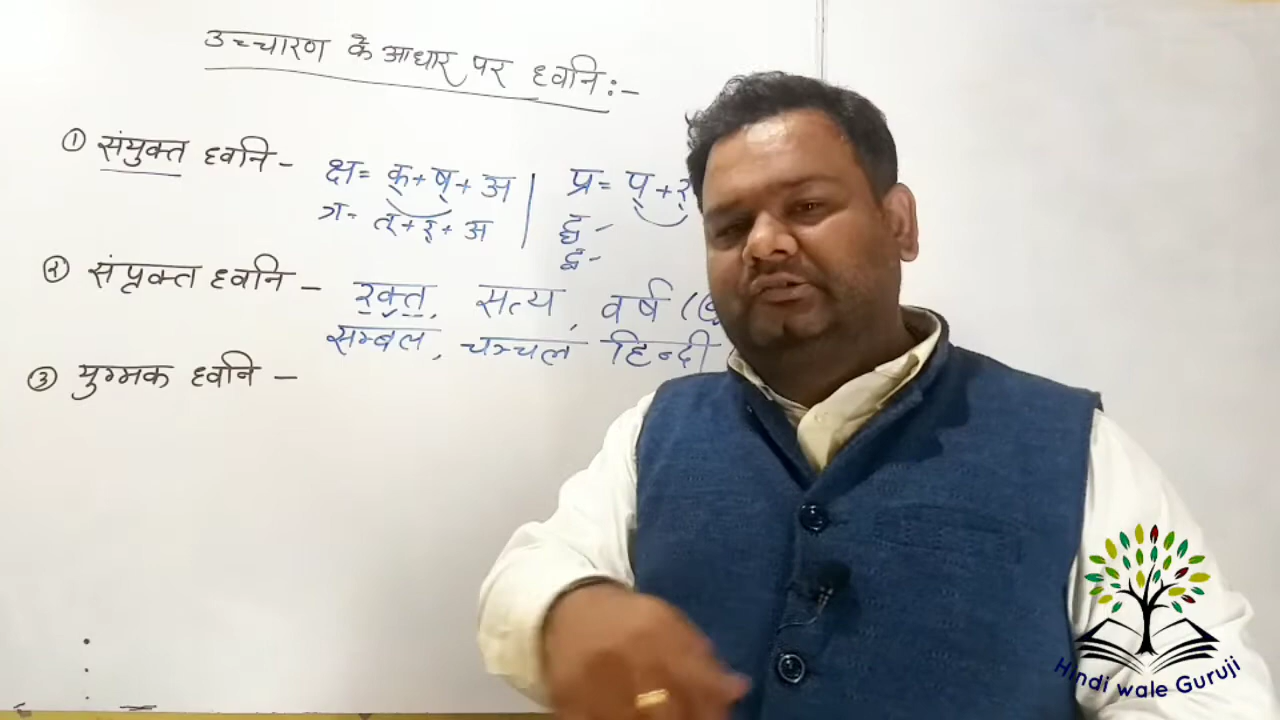 उच्चारण के आधार पर ध्वनि :-
① संयुक्त ध्वनि - क्ष = क् + ष् + अ | प्र = प् + र्
त्र = त् + र् + अ
② संपृक्त ध्वनि - रक्त, सत्य, वर्ष
सम्बल, चञ्चल हिन्दी
③ युग्मक ध्वनि -
Hindi wale Guruji